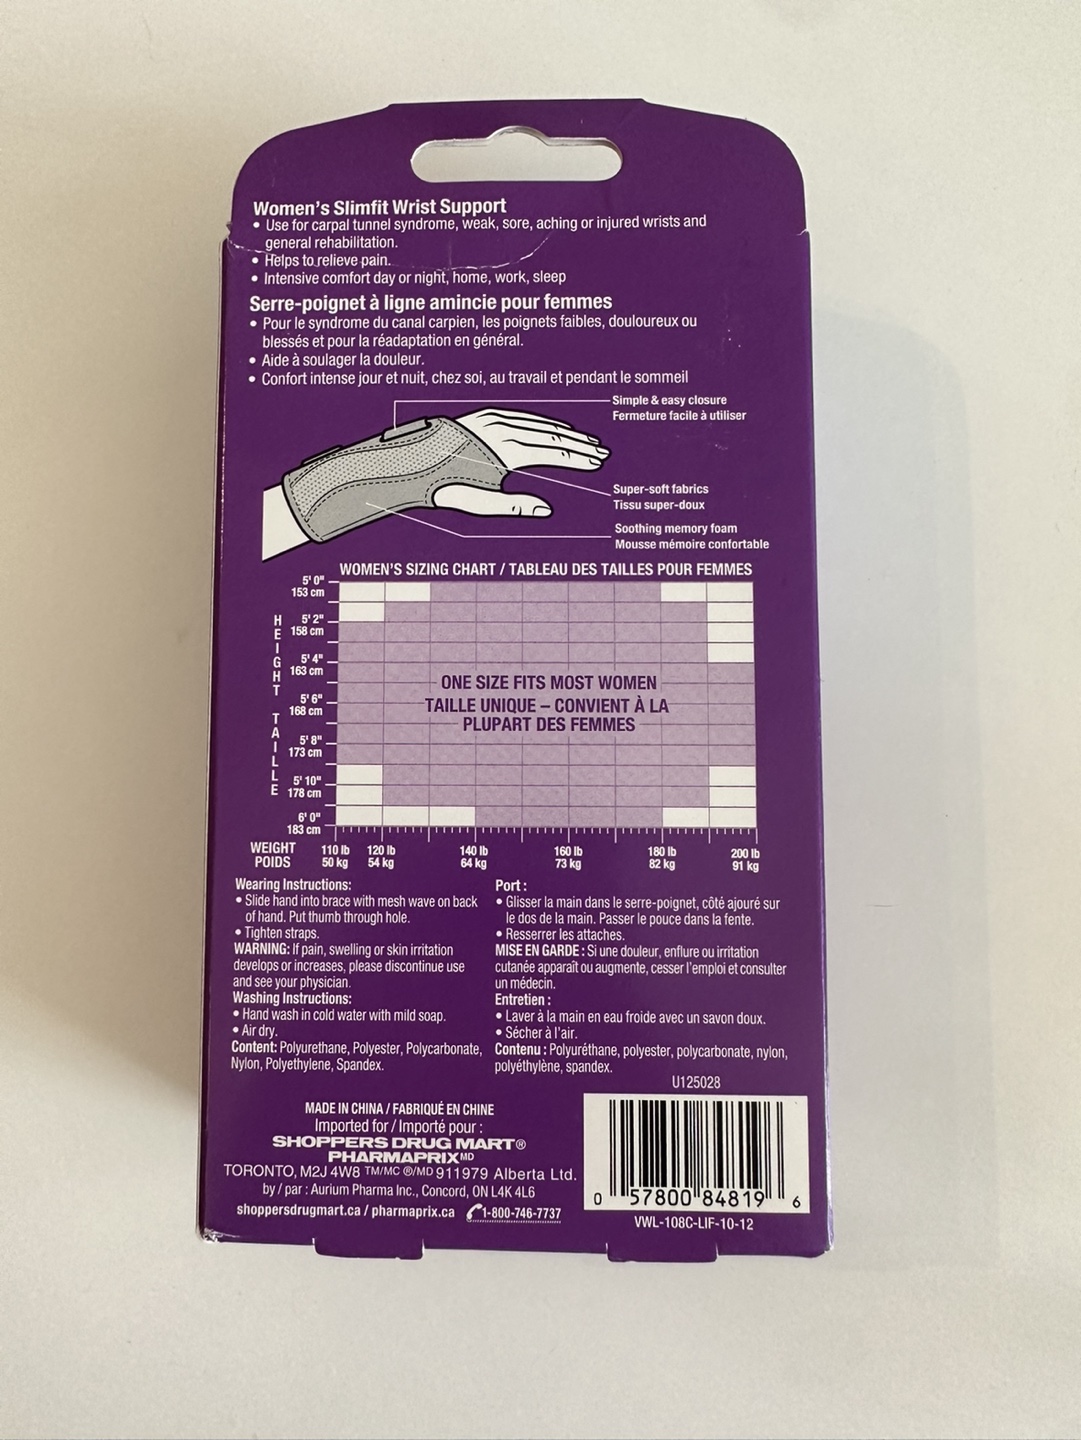 Women's Slimfit Wrist Support
• Use for carpal tunnel syndrome, weak, sore, aching or injured wrists and
general rehabilitation.
• Helps to relieve pain.
• Intensive comfort day or night, home, work, sleep
Serre-poignet à ligne amincie pour femmes
• Pour le syndrome du canal carpien, les poignets faibles, douloureux ou
blessés et pour la réadaptation en général.
• Aide à soulager la douleur.
• Confort intense jour et nuit, chez soi, au travail et pendant le sommeil
Simple & easy closure
Fermeture facile à utiliser
Super-soft fabrics
Tissu super-doux
Soothing memory foam
Mousse mémoire confortable
WOMEN'S SIZING CHART / TABLEAU DES TAILLES POUR FEMMES
HEIGHT TAILLE
5' 0"
153 cm
5' 2"
158 cm
5' 4"
163 cm
5' 6"
168 cm
5' 8"
173 cm
5' 10"
178 cm
6' 0"
183 cm
ONE SIZE FITS MOST WOMEN
TAILLE UNIQUE – CONVIENT À LA
PLUPART DES FEMMES
WEIGHT 110 lb 120 lb 140 lb 160 lb 180 lb 200 lb
POIDS 50 kg 54 kg 64 kg 73 kg 82 kg 91 kg
Wearing Instructions:
• Slide hand into brace with mesh wave on back
of hand. Put thumb through hole.
• Tighten straps.
WARNING: If pain, swelling or skin irritation
develops or increases, please discontinue use
and see your physician.
Washing Instructions:
• Hand wash in cold water with mild soap.
• Air dry.
Content: Polyurethane, Polyester, Polycarbonate,
Nylon, Polyethylene, Spandex.
Port :
• Glisser la main dans le serre-poignet, côté ajouré sur
le dos de la main. Passer le pouce dans la fente.
• Resserrer les attaches.
MISE EN GARDE : Si une douleur, enflure ou irritation
cutanée apparaît ou augmente, cesser l'emploi et consulter
un médecin.
Entretien :
• Laver à la main en eau froide avec un savon doux.
• Sécher à l'air.
Contenu : Polyuréthane, polyester, polycarbonate, nylon,
polyéthylène, spandex.
U125028
MADE IN CHINA / FABRIQUÉ EN CHINE
Imported for / Importé pour :
SHOPPERS DRUG MART®
PHARMAPRIX MD
TORONTO, M2J 4W8 TM/MC ®/MD 911979 Alberta Ltd.
by / par : Aurium Pharma Inc., Concord, ON L4K 4L6
shoppersdrugmart.ca / pharmaprix.ca 1-800-746-7737
0 57800 84819 6
VWL-108C-LIF-10-12